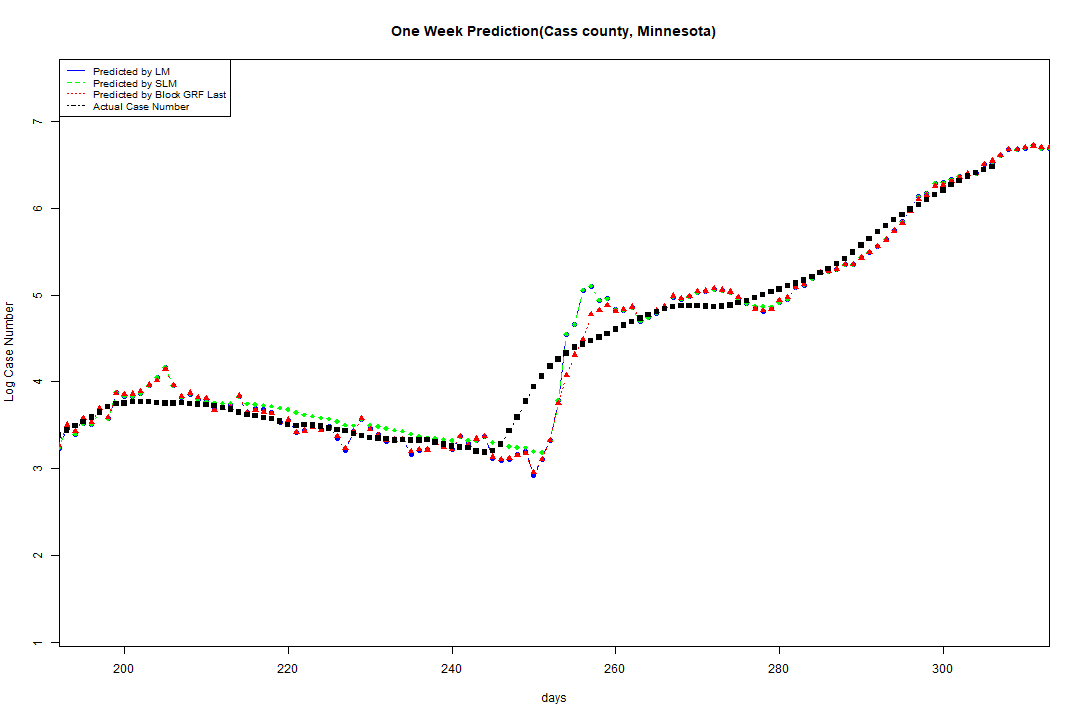 One Week Prediction(Cass county, Minnesota)
Predicted by LM
Predicted by SLM
Predicted by Block GRF Last
Actual Case Number
7
6
5
4
3
2
1
Log Case Number
200 220 240 260 280 300
days